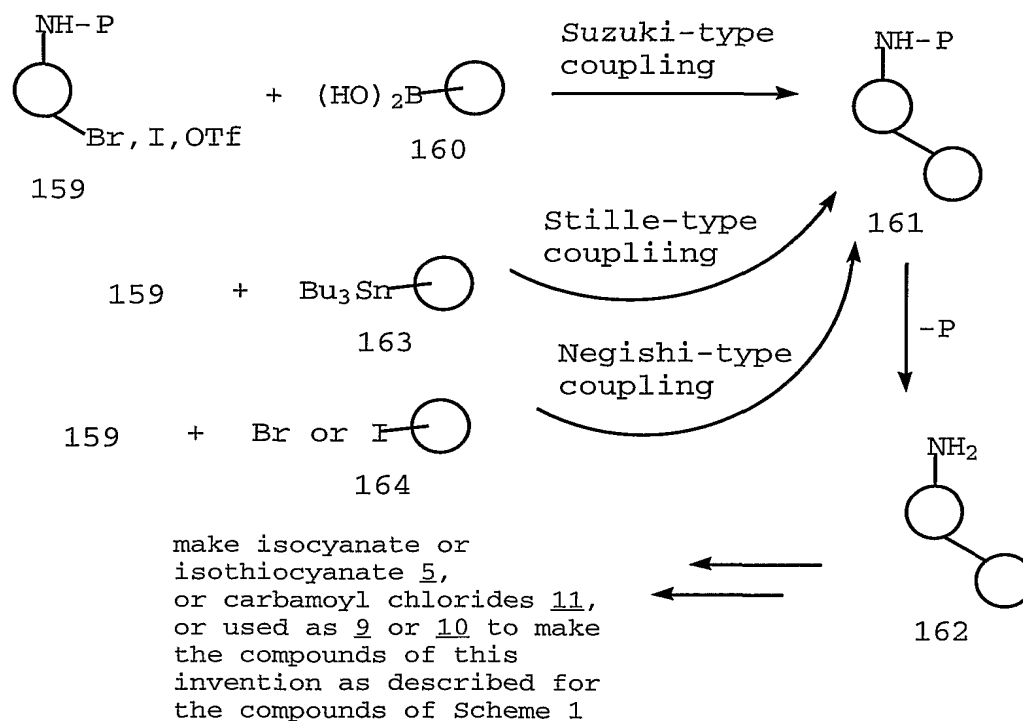 NH-P
Br, I, OTf
159
+
(HO)2B
160
Suzuki-type
coupling
NH-P
161
159 + Bu3Sn
163
Stille-type
coupliing
159 + Br or I
164
Negishi-type
coupling
-P
NH2
162
make isocyanate or
isothiocyanate 5,
or carbamoyl chlorides 11,
or used as 9 or 10 to make
the compounds of this
invention as described for
the compounds of Scheme 1